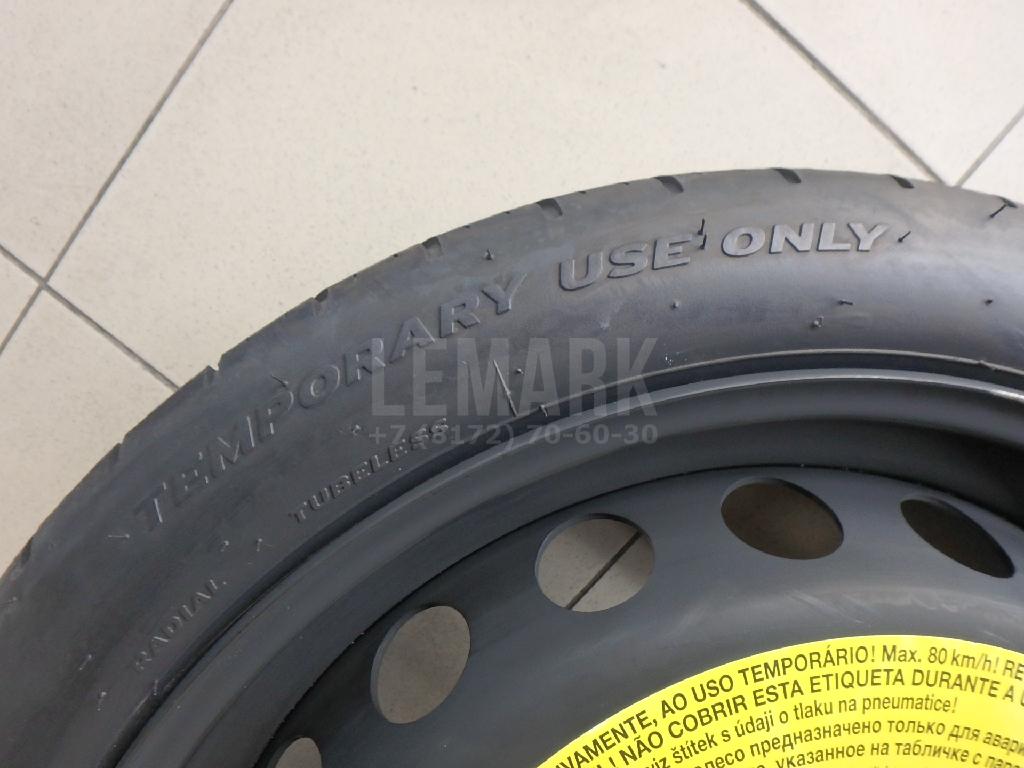 TEMPORARY USE ONLY
LEMARK
+7 (8172) 70-60-30
TUBELESS
RADIAL
AO USO TEMPORÁRIO! Max. 80 km/h!
NÃO COBRIR ESTA ETIQUETA DURANTE A
štítek s údaji o tlaku na pneumatice!
предназначено только для
указанное на табличке с